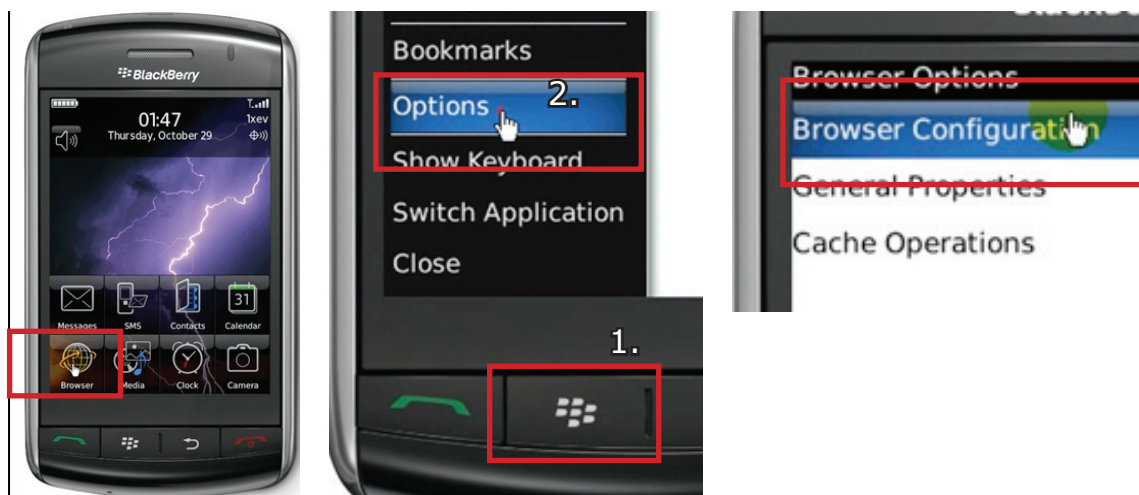 BlackBerry
01:47
Thursday, October 29
1xev
Messages SMS Contacts Calendar
31
Browser Media Clock Camera
Bookmarks
Options
2.
Show Keyboard
Switch Application
Close
1.
Browser Options
Browser Configuration
General Properties
Cache Operations